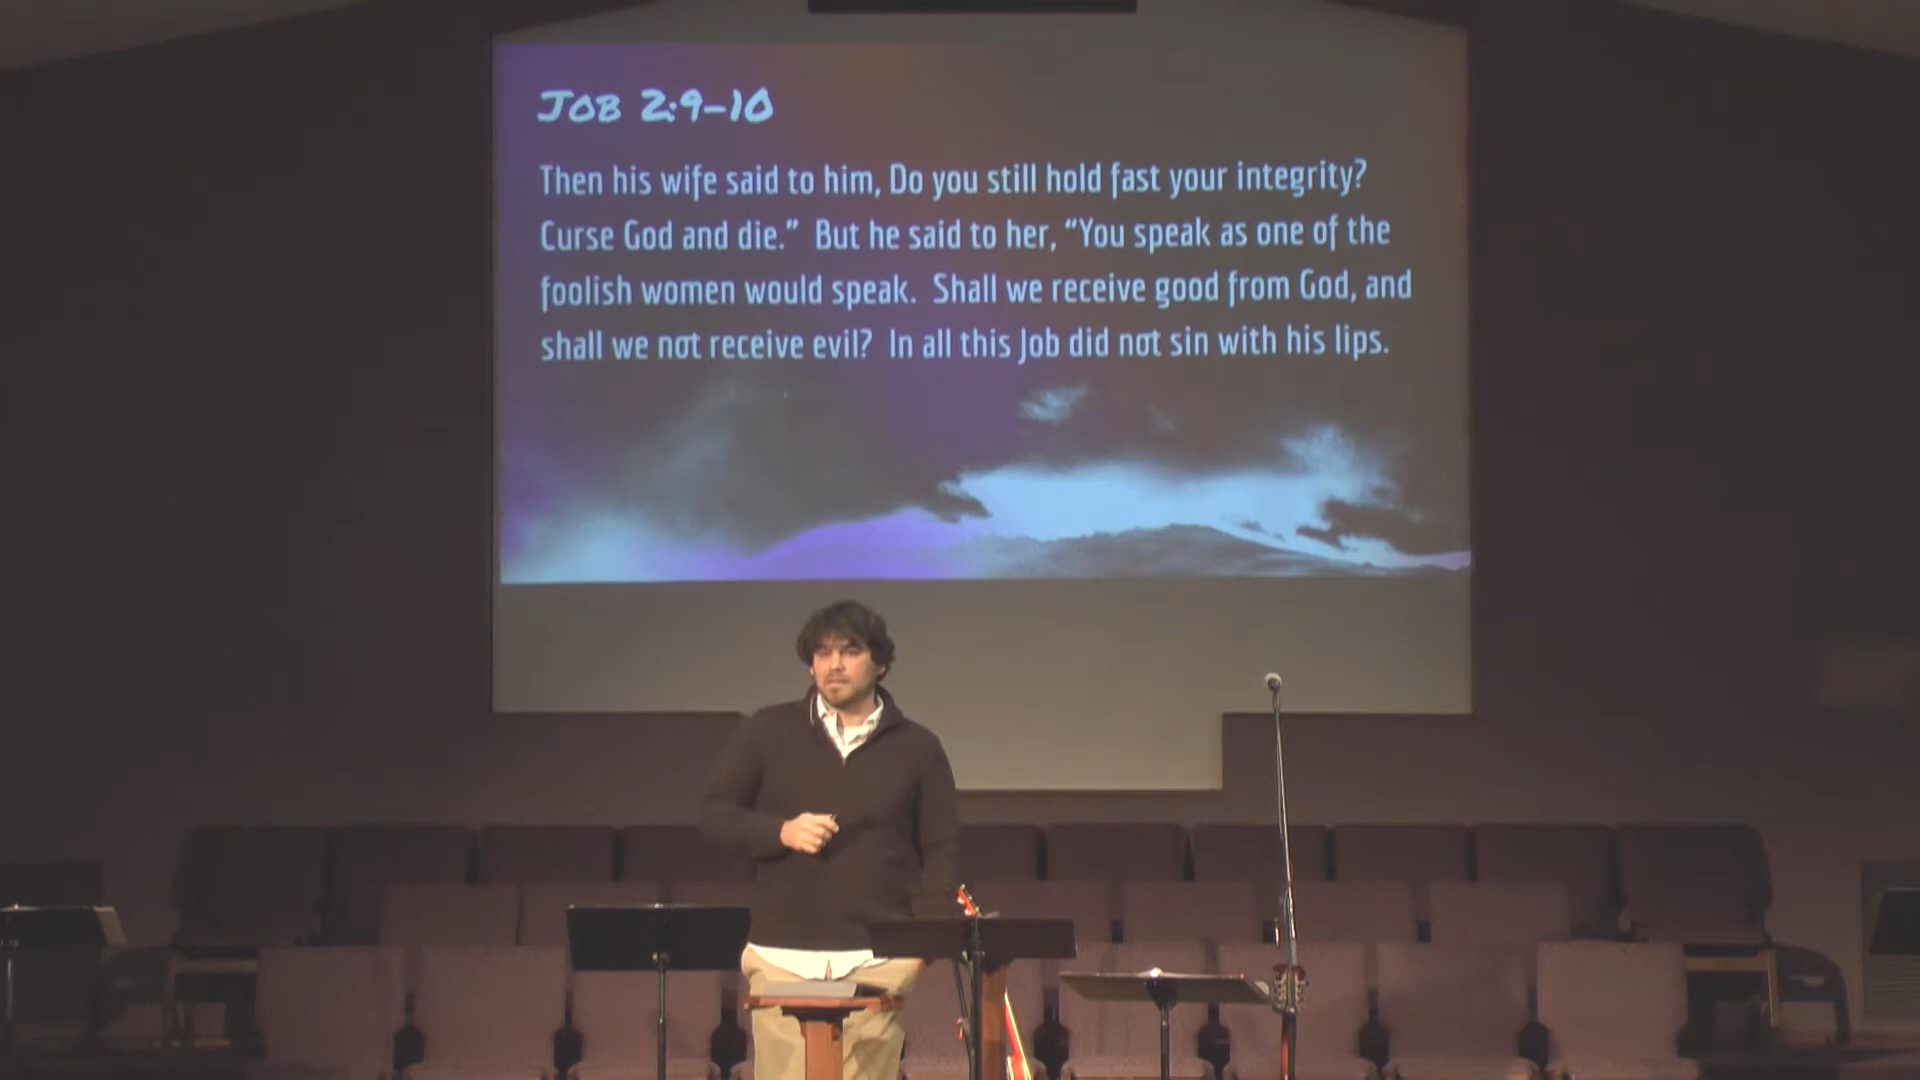 Job 2:9-10
Then his wife said to him, Do you still hold fast your integrity?
Curse God and die.”  But he said to her, “You speak as one of the
foolish women would speak.  Shall we receive good from God, and
shall we not receive evil?  In all this Job did not sin with his lips.